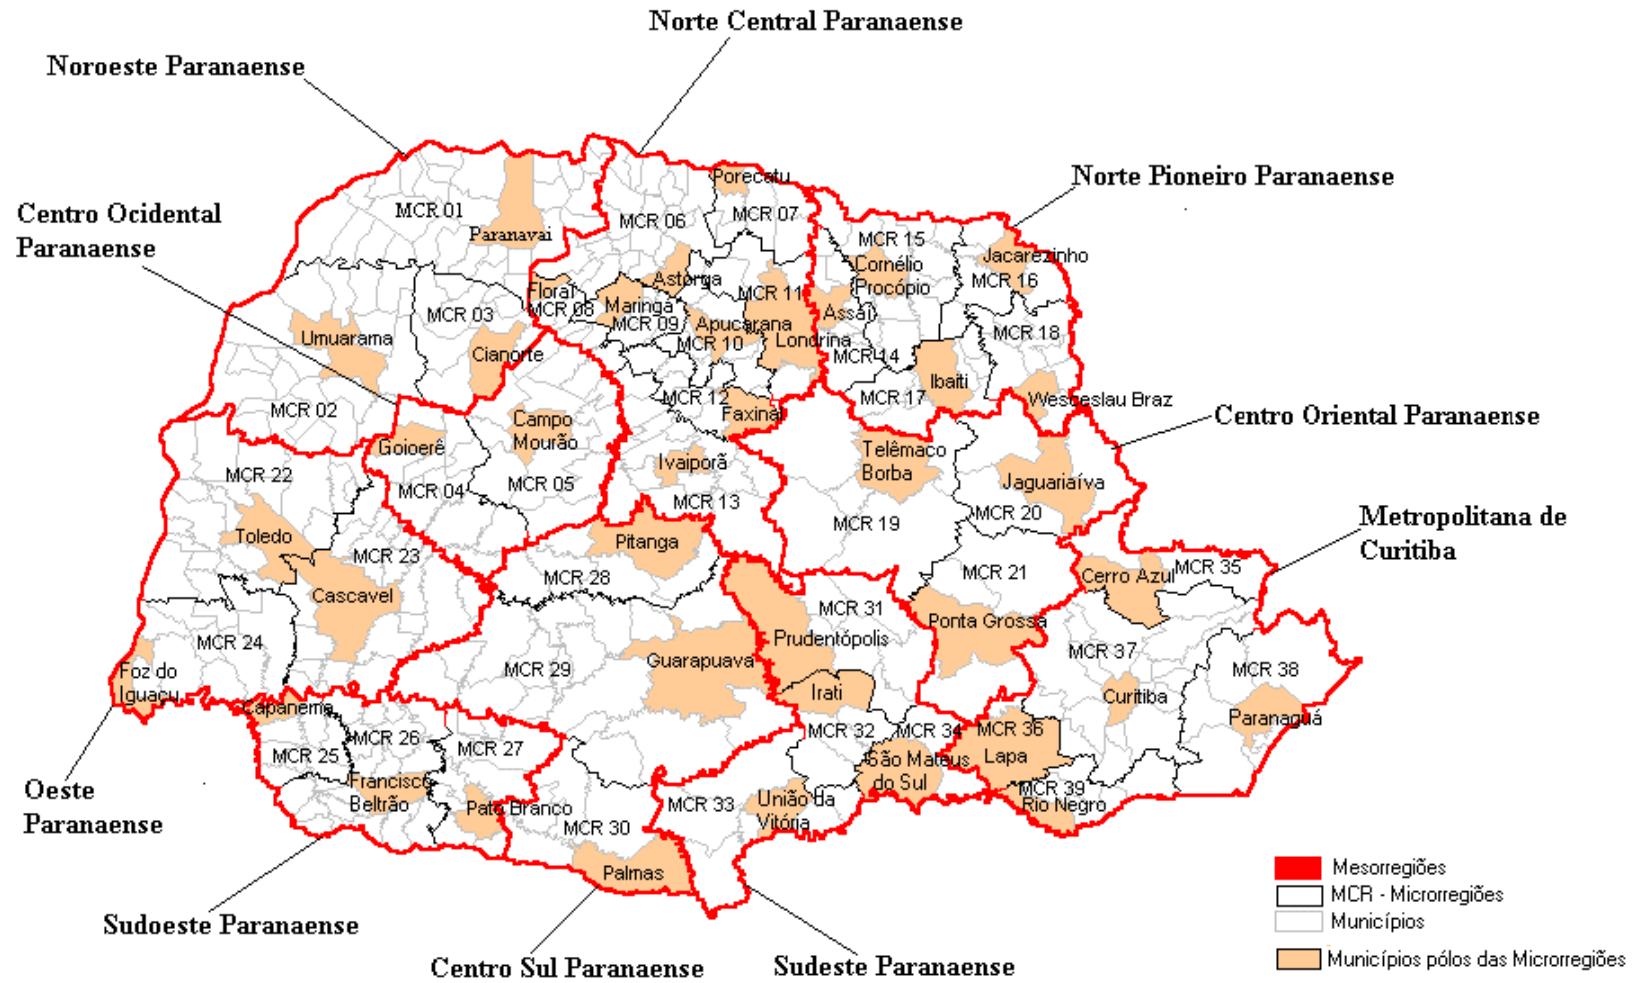 Norte Central Paranaense
Noroeste Paranaense
Norte Pioneiro Paranaense
Centro Ocidental
Paranaense
Centro Oriental Paranaense
Metropolitana de
Curitiba
Oeste
Paranaense
Sudoeste Paranaense
Centro Sul Paranaense
Sudeste Paranaense
MCR 01
Paranavai
MCR 06
Porecatu
MCR 07
MCR 15
Cornélio
Procópio
Jacarezinho
MCR 16
Astorga
Floraí
MCR 08
Maringá
MCR 09
MCR 11
Apucarana
MCR 10
Londrina
Assaí
MCR 14
MCR 18
MCR 03
Umuarama
Cianorte
MCR 02
Ibaiti
MCR 17
Wesceslau Braz
MCR 12
Faxinal
Campo
Mourão
Goioerê
MCR 04
MCR 05
Ivaiporã
MCR 13
Telêmaco
Borba
MCR 19
Jaguariaíva
MCR 20
MCR 22
Toledo
MCR 23
Cascavel
Pitanga
MCR 28
MCR 21
Cerro Azul
MCR 35
MCR 31
Prudentópolis
Ponta Grossa
MCR 24
Foz do
Iguaçu
MCR 29
Guarapuava
Irati
MCR 37
Curitiba
MCR 38
Paranaguá
Capanema
MCR 25
MCR 26
MCR 27
Francisco
Beltrão
Pato Branco
MCR 30
Palmas
MCR 32
MCR 34
São Mateus
do Sul
MCR 36
Lapa
MCR 33
União da
Vitória
MCR 39
Rio Negro
Mesorregiões
MCR - Microrregiões
Municípios
Municípios pólos das Microrregiões